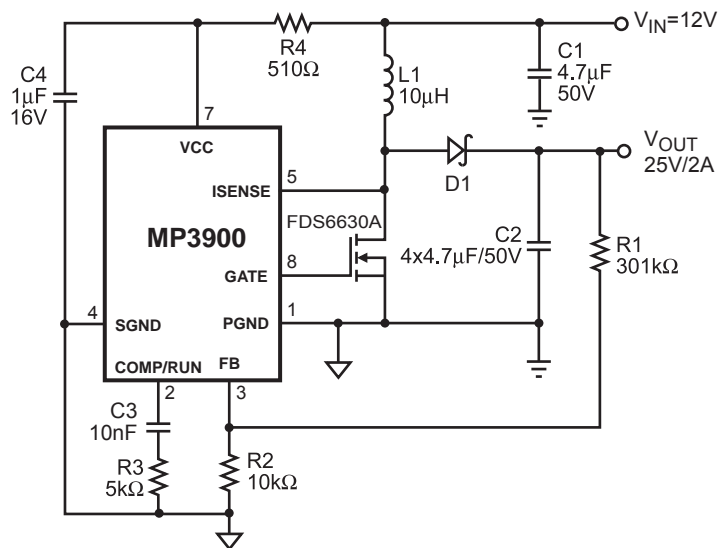 V_IN=12V
R4
510Ω
C4
1µF
16V
L1
10µH
C1
4.7µF
50V
7
VCC
V_OUT
25V/2A
5
ISENSE
D1
MP3900
FDS6630A
C2
4x4.7µF/50V
R1
301kΩ
8
GATE
4
SGND
1
PGND
COMP/RUN
FB
2
3
C3
10nF
R3
5kΩ
R2
10kΩ